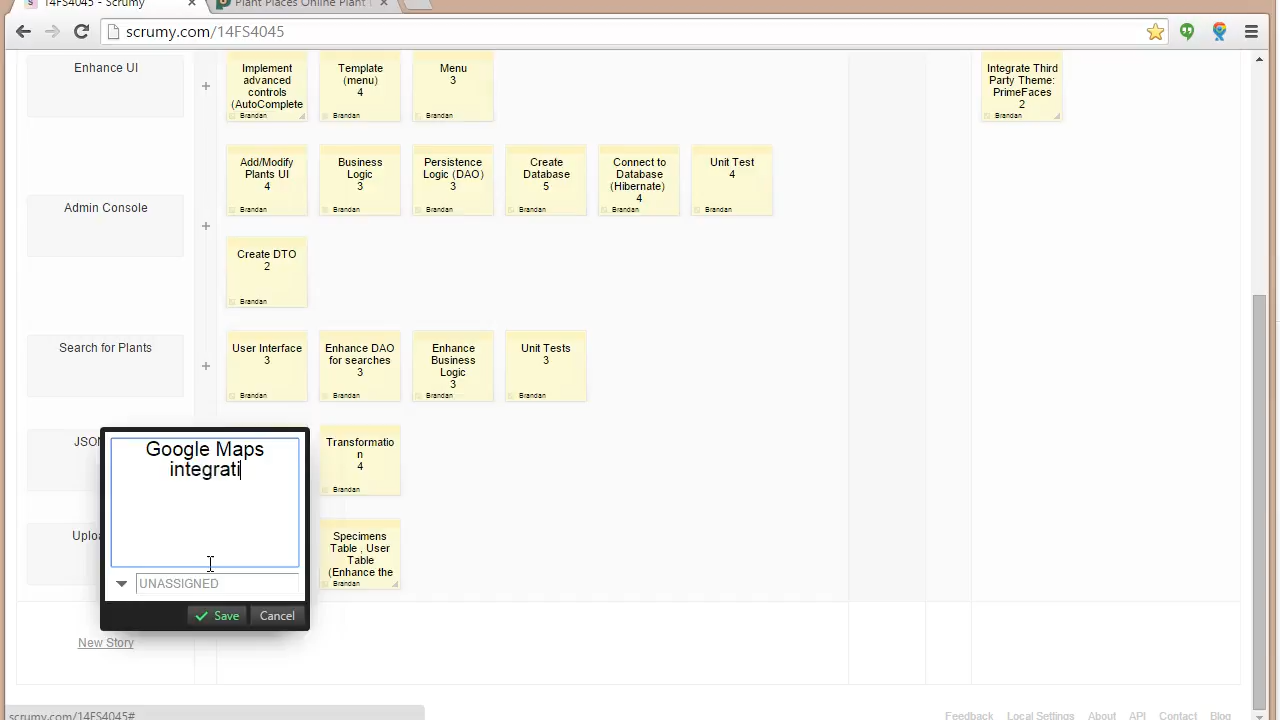 14FS4045 - Scrumy
Plant Places Online Plant
scrumy.com/14FS4045
Enhance UI
Implement
advanced
controls
(AutoComplete
Brandan
Template
(menu)
4
Brandan
Menu
3
Brandan
Integrate Third
Party Theme:
PrimeFaces
2
Brandan
Admin Console
Add/Modify
Plants UI
4
Brandan
Business
Logic
3
Brandan
Persistence
Logic (DAO)
3
Brandan
Create
Database
5
Brandan
Connect to
Database
(Hibernate)
4
Brandan
Unit Test
4
Brandan
Create DTO
2
Brandan
Search for Plants
User Interface
3
Brandan
Enhance DAO
for searches
3
Brandan
Enhance
Business
Logic
3
Brandan
Unit Tests
3
Brandan
JSON
Google Maps
integrati
UNASSIGNED
Save
Cancel
Transformatio
n
4
Brandan
Uploa
Specimens
Table , User
Table
(Enhance the
Brandan
New Story
scrumy.com/14FS4045#
Feedback Local Settings About API Contact Blog